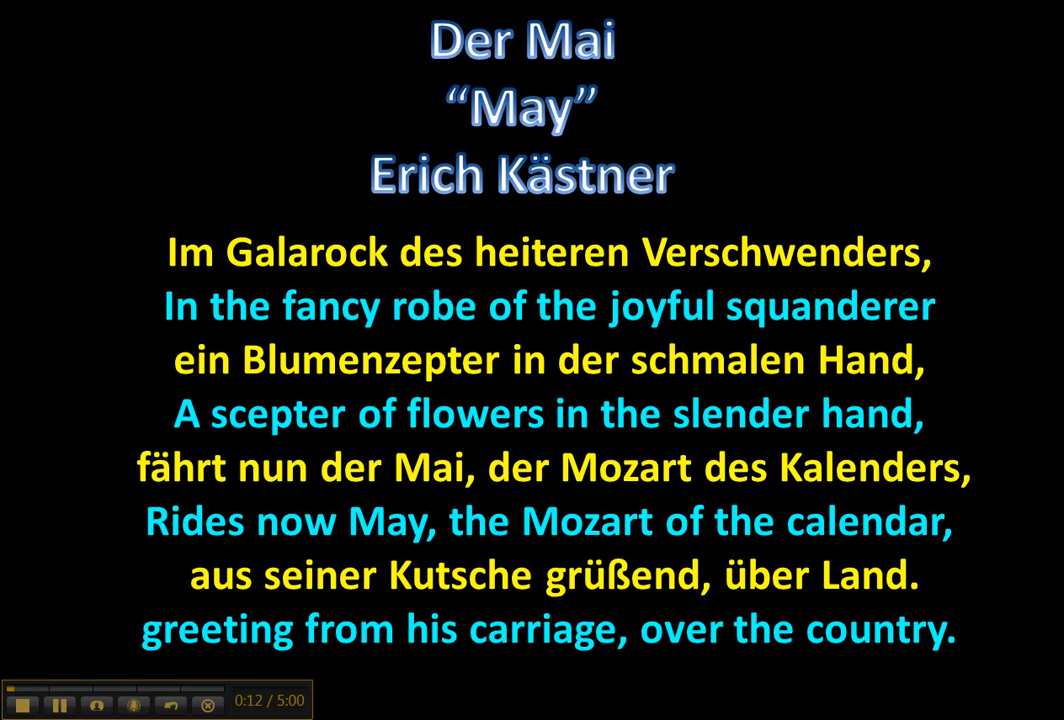 Der Mai
“May”
Erich Kästner
Im Galarock des heiteren Verschwenders,
In the fancy robe of the joyful squanderer
ein Blumenzepter in der schmalen Hand,
A scepter of flowers in the slender hand,
fährt nun der Mai, der Mozart des Kalenders,
Rides now May, the Mozart of the calendar,
aus seiner Kutsche grüßend, über Land.
greeting from his carriage, over the country.
0:12 / 5:00